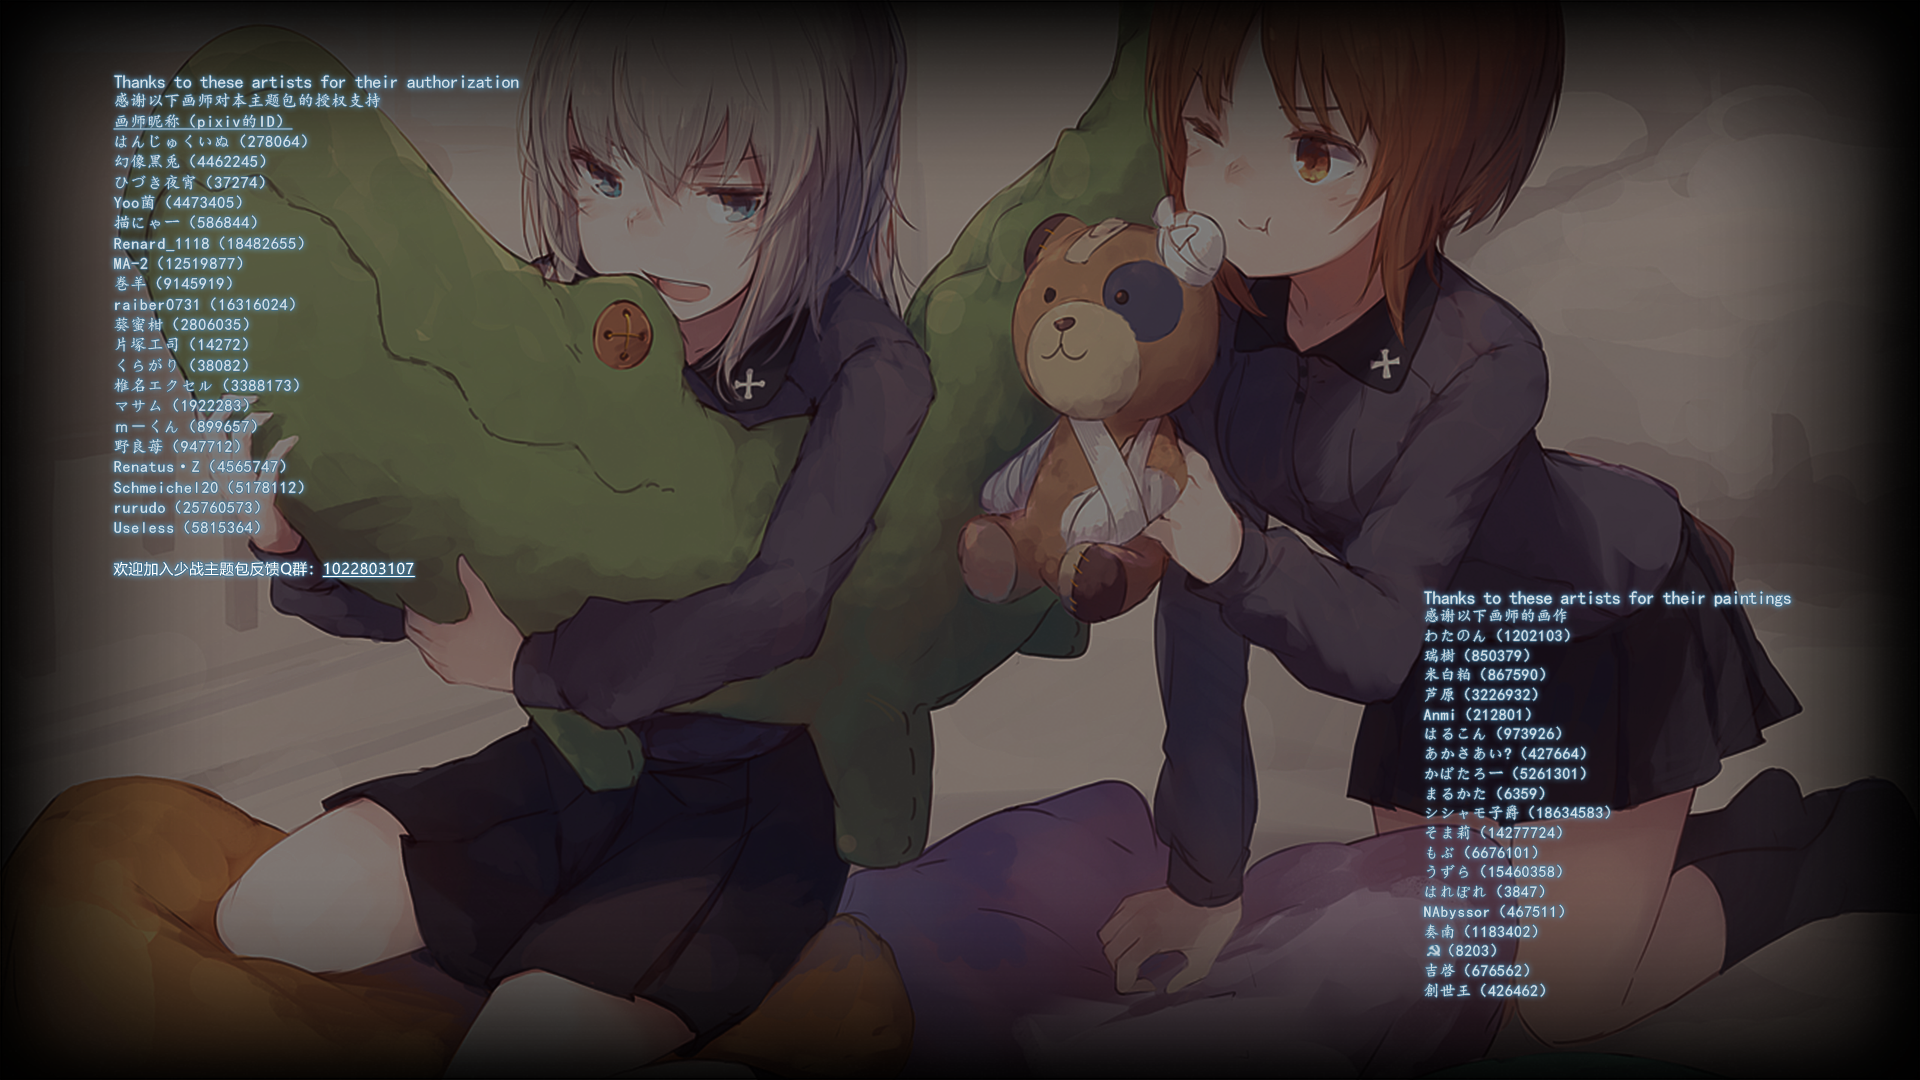 Thanks to these artists for their authorization
感谢以下画师对本主题包的授权支持
画师昵称（pixiv的ID）
はんじゅくいぬ（278064）
幻像黒兎（4462245）
ひづき夜宵（37274）
Yoo菌（4473405）
描にゃー（586844）
Renard_1118（18482655）
MA-2（12519877）
巻羊（9145919）
raiber0731（16316024）
葵蜜柑（2806035）
片塚工司（14272）
くらがり（38082）
椎名エクセル（3388173）
マサム（1922283）
mーくん（899657）
野良苺（947712）
Renatus・Z（4565747）
Schmeichel20（5178112）
rurudo（25760573）
Useless（5815364）
欢迎加入少战主题包反馈Q群：1022803107
Thanks to these artists for their paintings
感谢以下画师的画作
わたのん（1202103）
瑞樹（850379）
米白粕（867590）
芦原（3226932）
Anmi（212801）
はるこん（973926）
あかさあい?（427664）
かばたろー（5261301）
まるかた（6359）
シシャモ子爵（18634583）
そま莉（14277724）
もぶ（6676101）
うずら（15460358）
はれぽれ（3847）
NAbyssor（467511）
奏南（1183402）
☭（8203）
吉啓（676562）
創世王（426462）